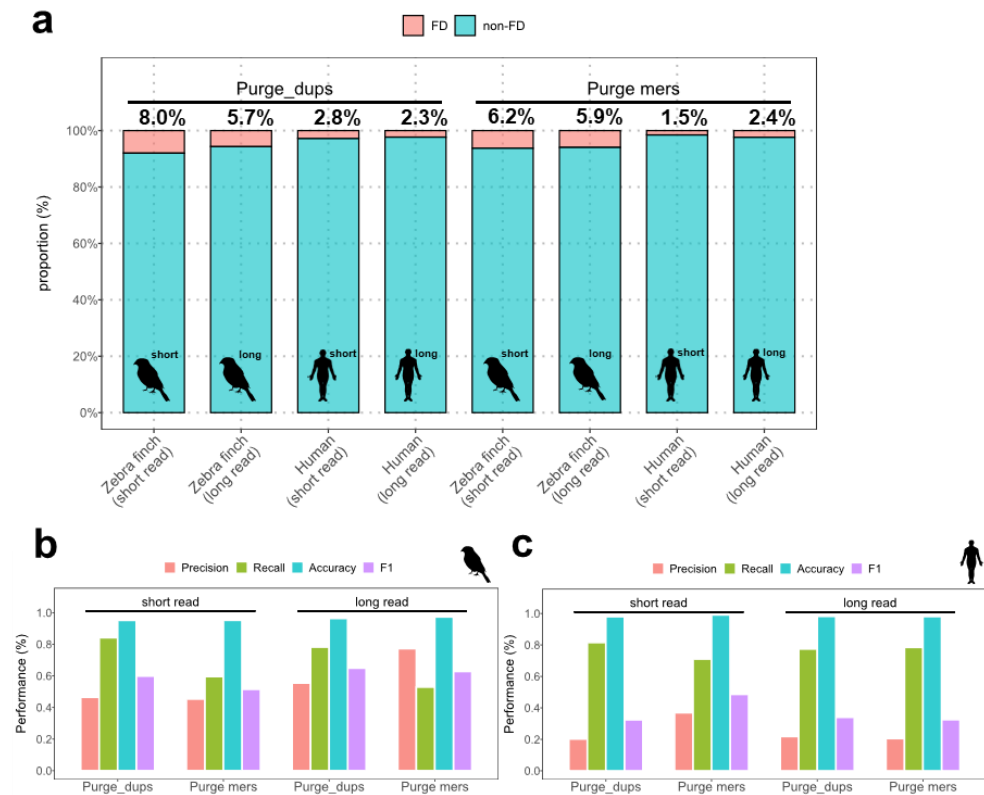 a
FD non-FD
Purge_dups Purge mers
8.0% 5.7% 2.8% 2.3% 6.2% 5.9% 1.5% 2.4%
100%
80%
60%
40%
20%
0%
proportion (%)
short long short long short long short long
Zebra finch
(short read)
Zebra finch
(long read)
Human
(short read)
Human
(long read)
Zebra finch
(short read)
Zebra finch
(long read)
Human
(short read)
Human
(long read)
b
Precision Recall Accuracy F1
short read long read
1.0
0.8
0.6
0.4
0.2
0.0
Performance (%)
Purge_dups Purge mers Purge_dups Purge mers
c
Precision Recall Accuracy F1
short read long read
1.0
0.8
0.6
0.4
0.2
0.0
Performance (%)
Purge_dups Purge mers Purge_dups Purge mers